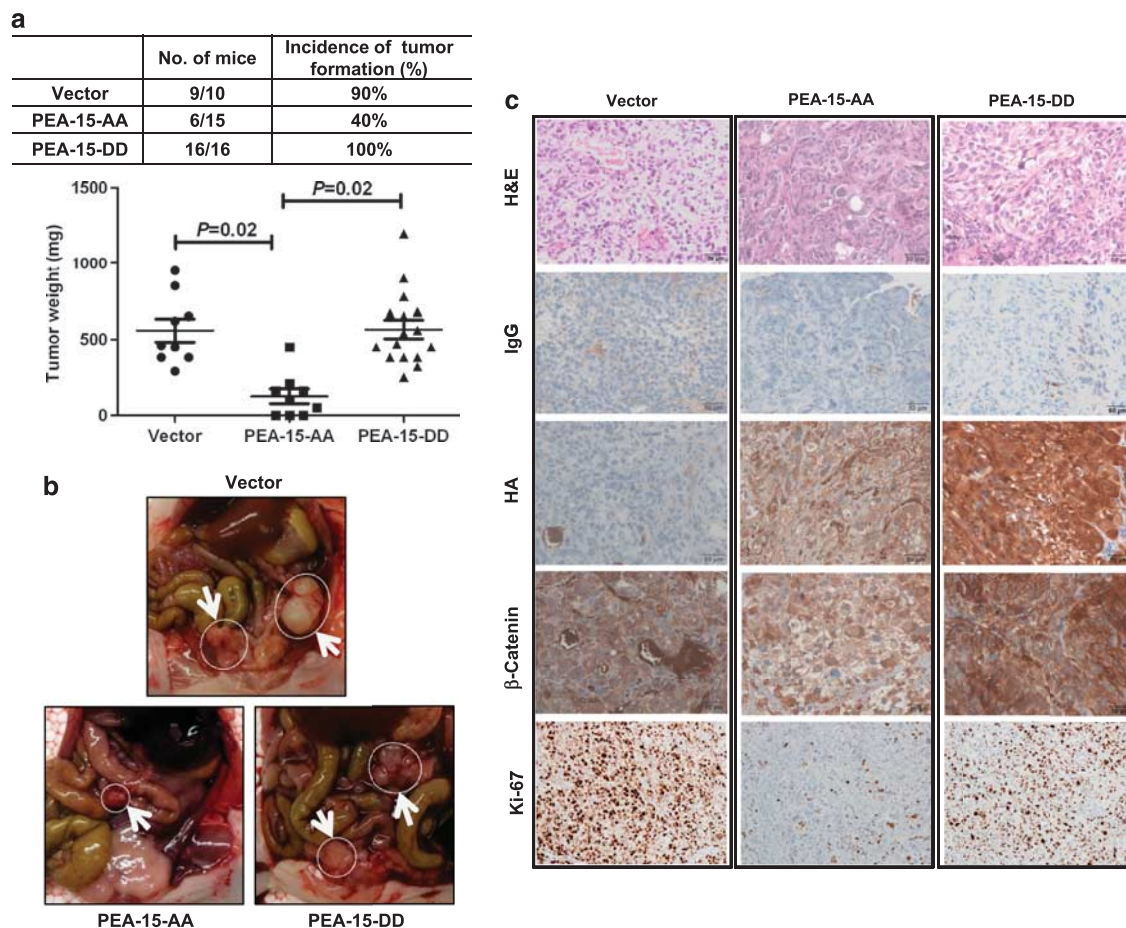 a
No. of mice
Incidence of tumor
formation (%)
Vector 9/10 90%
PEA-15-AA 6/15 40%
PEA-15-DD 16/16 100%
Tumor weight (mg)
1500
1000
500
0
P=0.02
P=0.02
Vector PEA-15-AA PEA-15-DD
b
Vector
PEA-15-AA PEA-15-DD
c
Vector PEA-15-AA PEA-15-DD
H&E
IgG
HA
β-Catenin
Ki-67